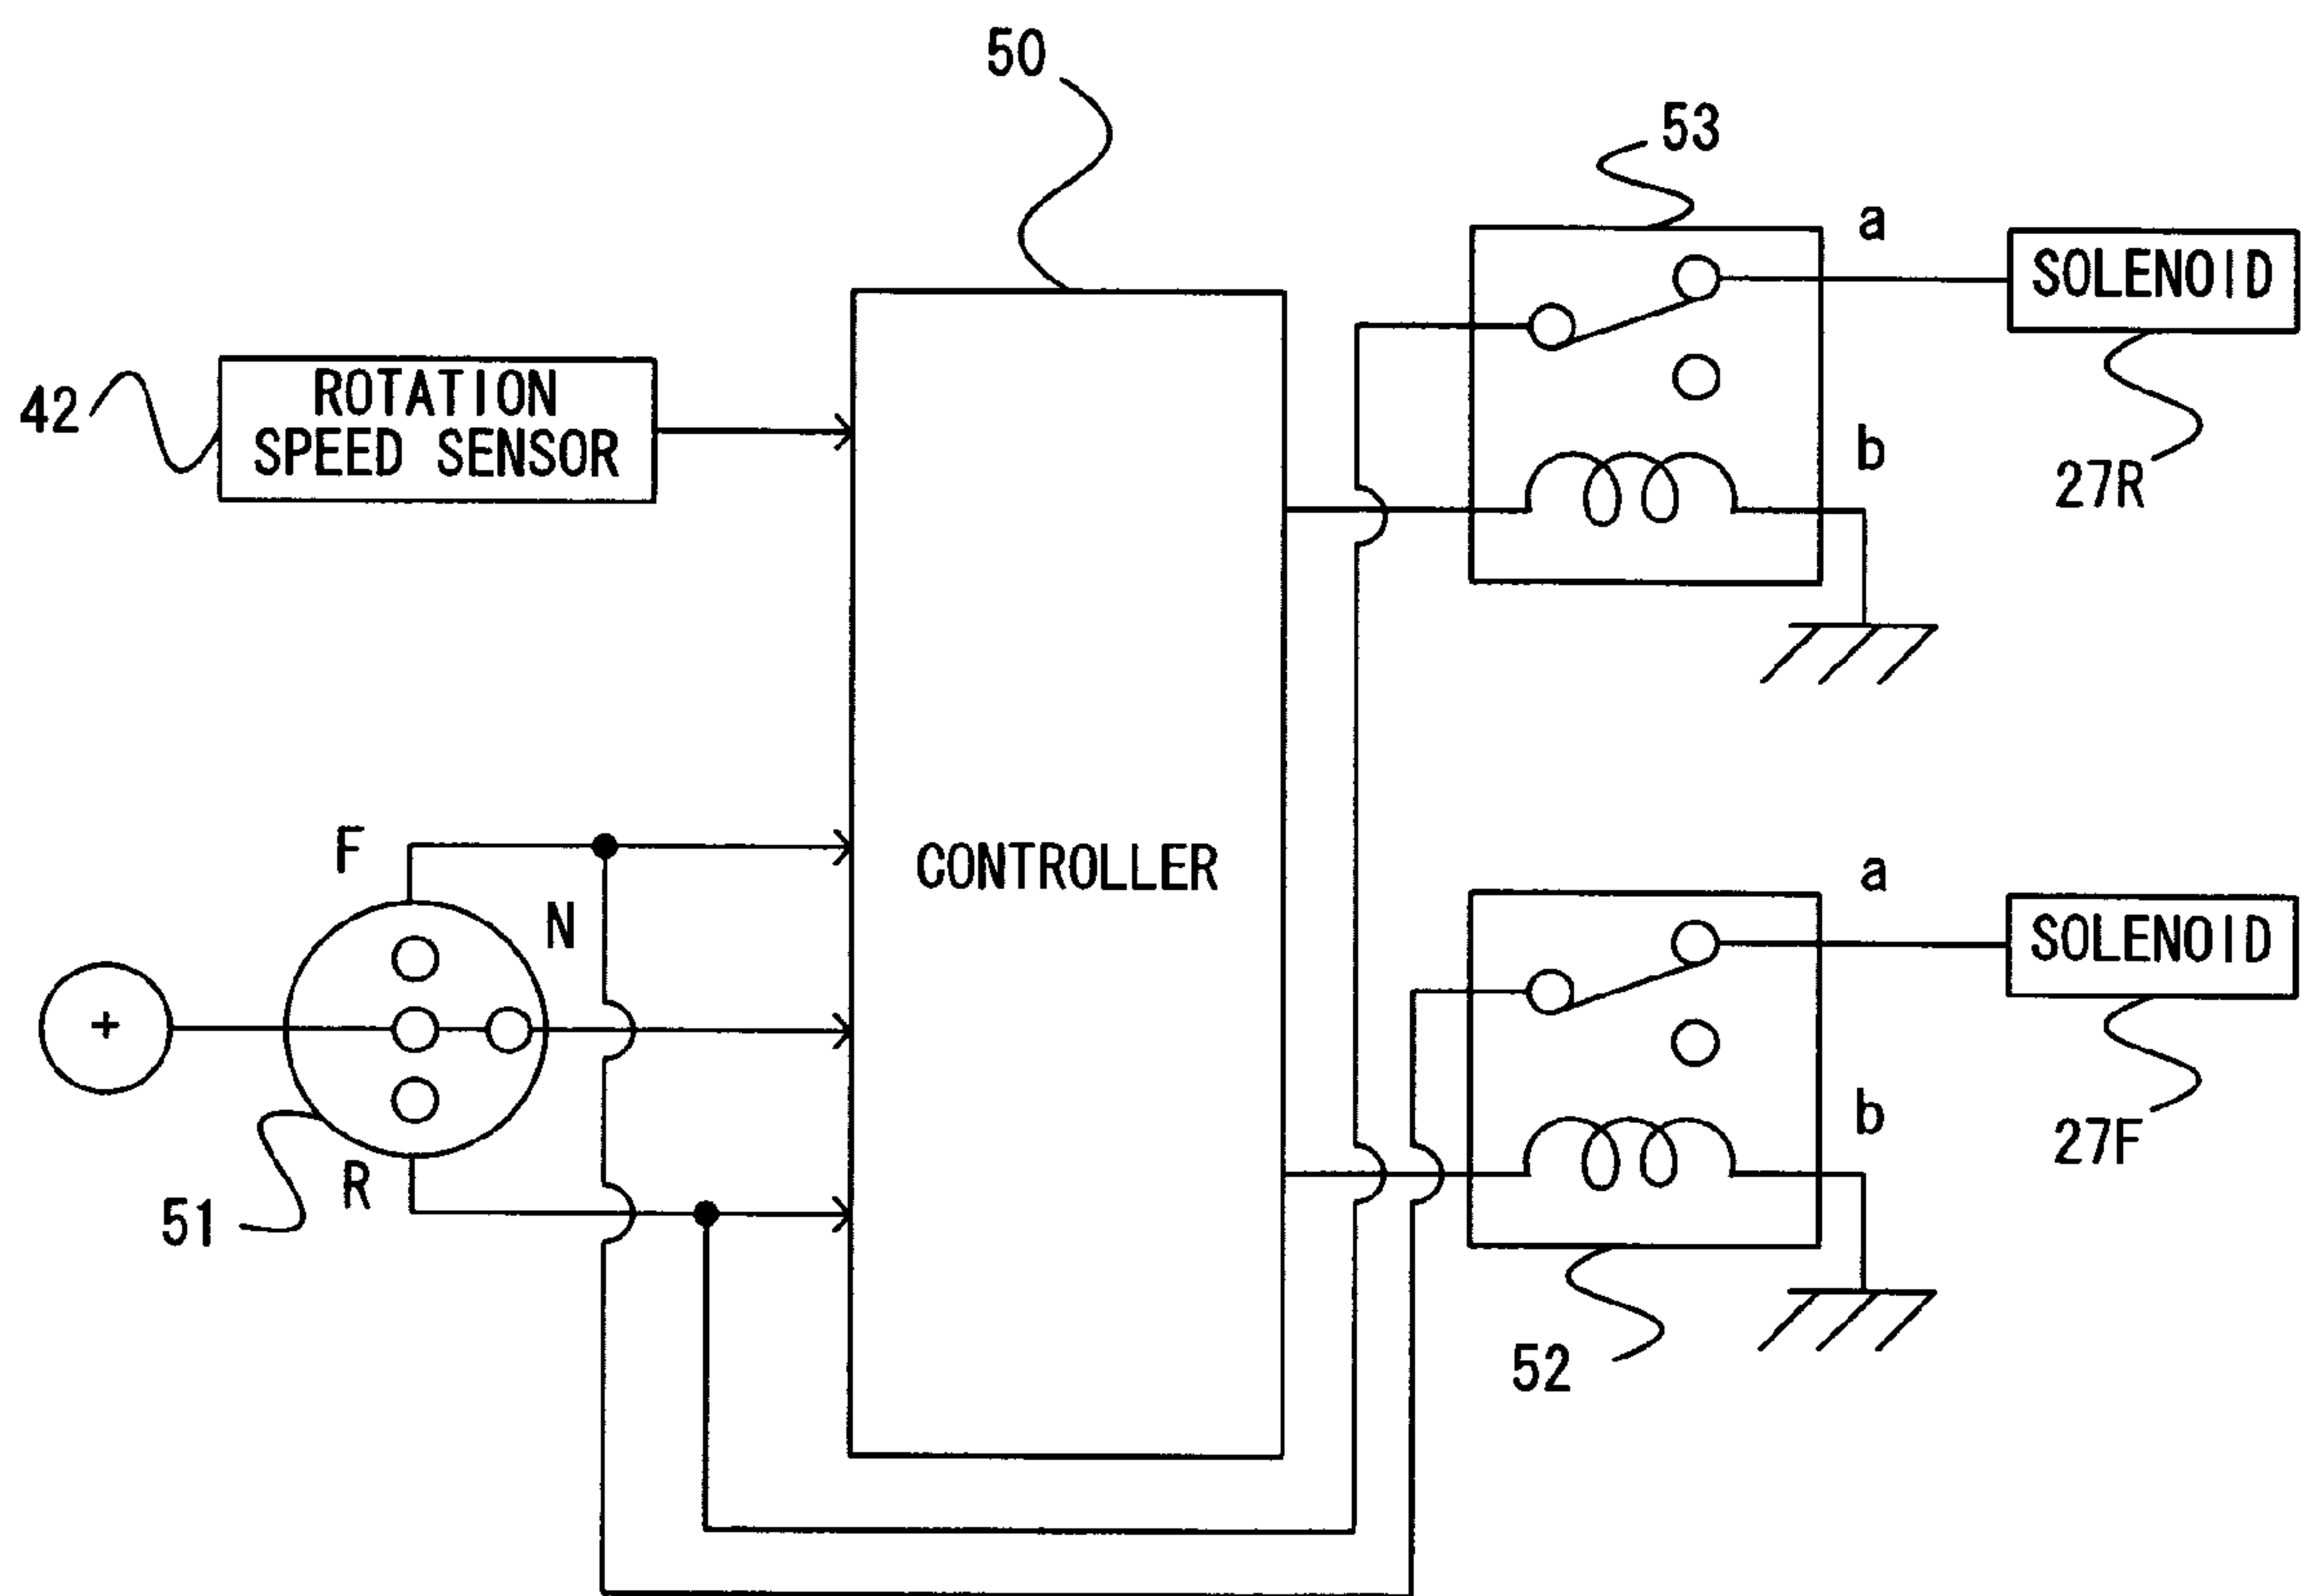 50
53
a
SOLENOID
42
ROTATION
SPEED SENSOR
b
27R
F
CONTROLLER
a
N
SOLENOID
+
b
27F
R
51
52